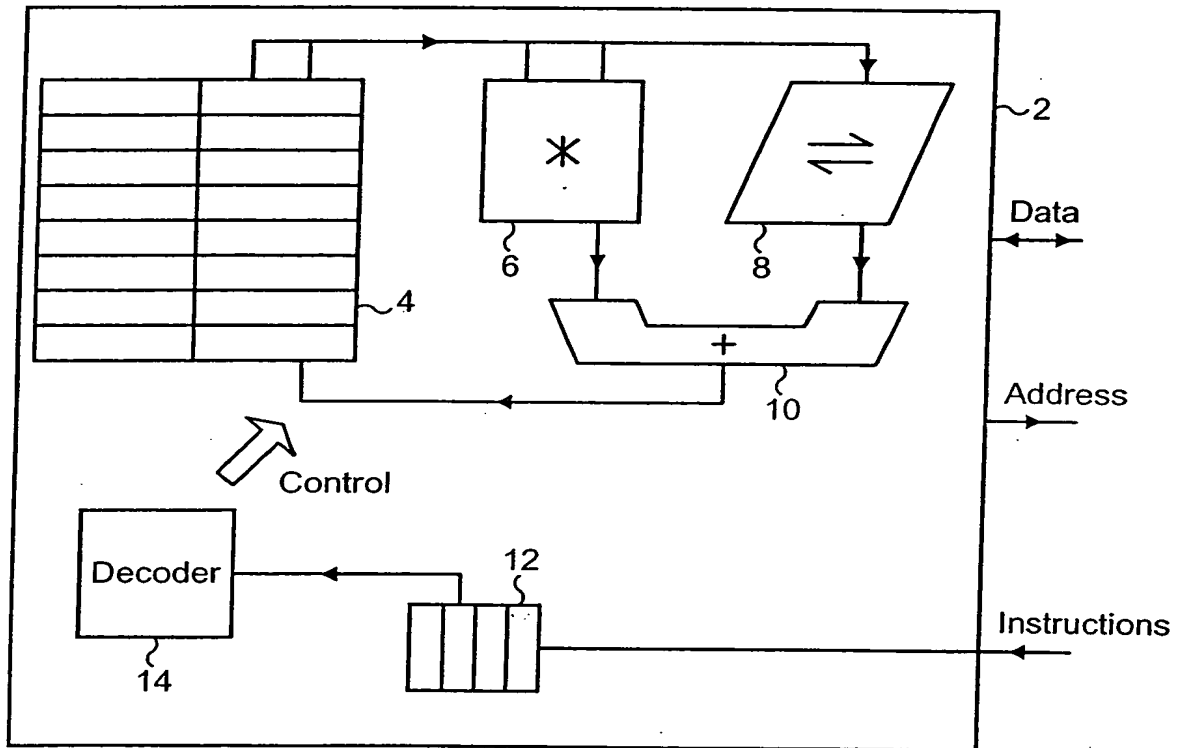 2
*
6
8
Data
4
+
10
Address
Control
Decoder
12
Instructions
14